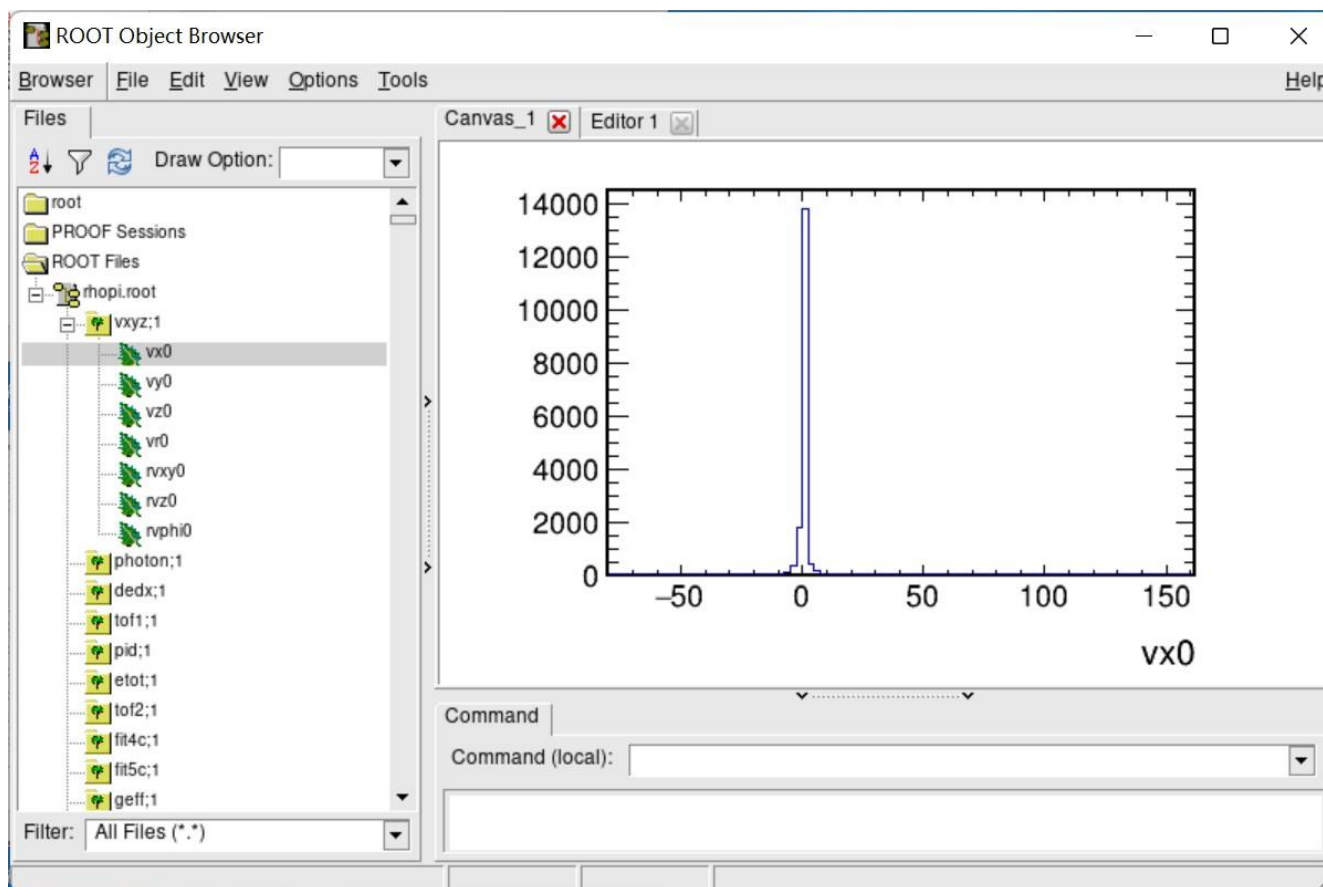 ROOT Object Browser
Browser File Edit View Options Tools Help
Files
Draw Option:
root
PROOF Sessions
ROOT Files
rhopi.root
vxyz;1
vx0
vy0
vz0
vr0
rvxy0
rvz0
rvphi0
photon;1
dedx;1
tof1;1
pid;1
etot;1
tof2;1
fit4c;1
fit5c;1
geff;1
Filter: All Files (*.*)
Canvas_1 Editor 1
14000
12000
10000
8000
6000
4000
2000
0
−50 0 50 100 150
vx0
Command
Command (local):